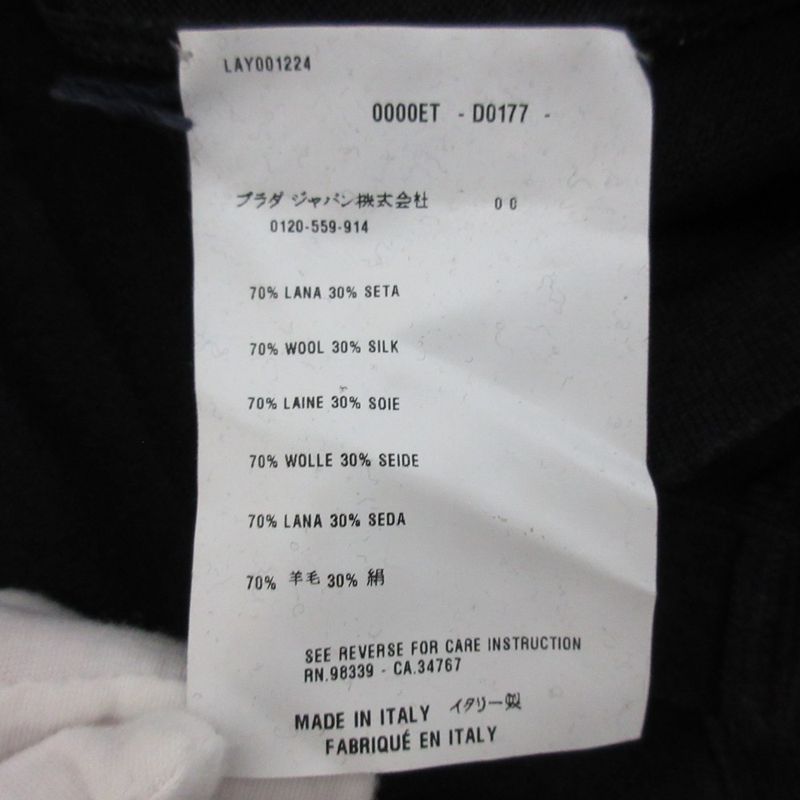 LAY001224
0000ET - D0177 -
プラダ ジャパン株式会社 00
0120-559-914
70% LANA 30% SETA
70% WOOL 30% SILK
70% LAINE 30% SOIE
70% WOLLE 30% SEIDE
70% LANA 30% SEDA
70% 羊毛 30% 絹
SEE REVERSE FOR CARE INSTRUCTION
RN.98339 - CA.34767
MADE IN ITALY イタリー製
FABRIQUÉ EN ITALY